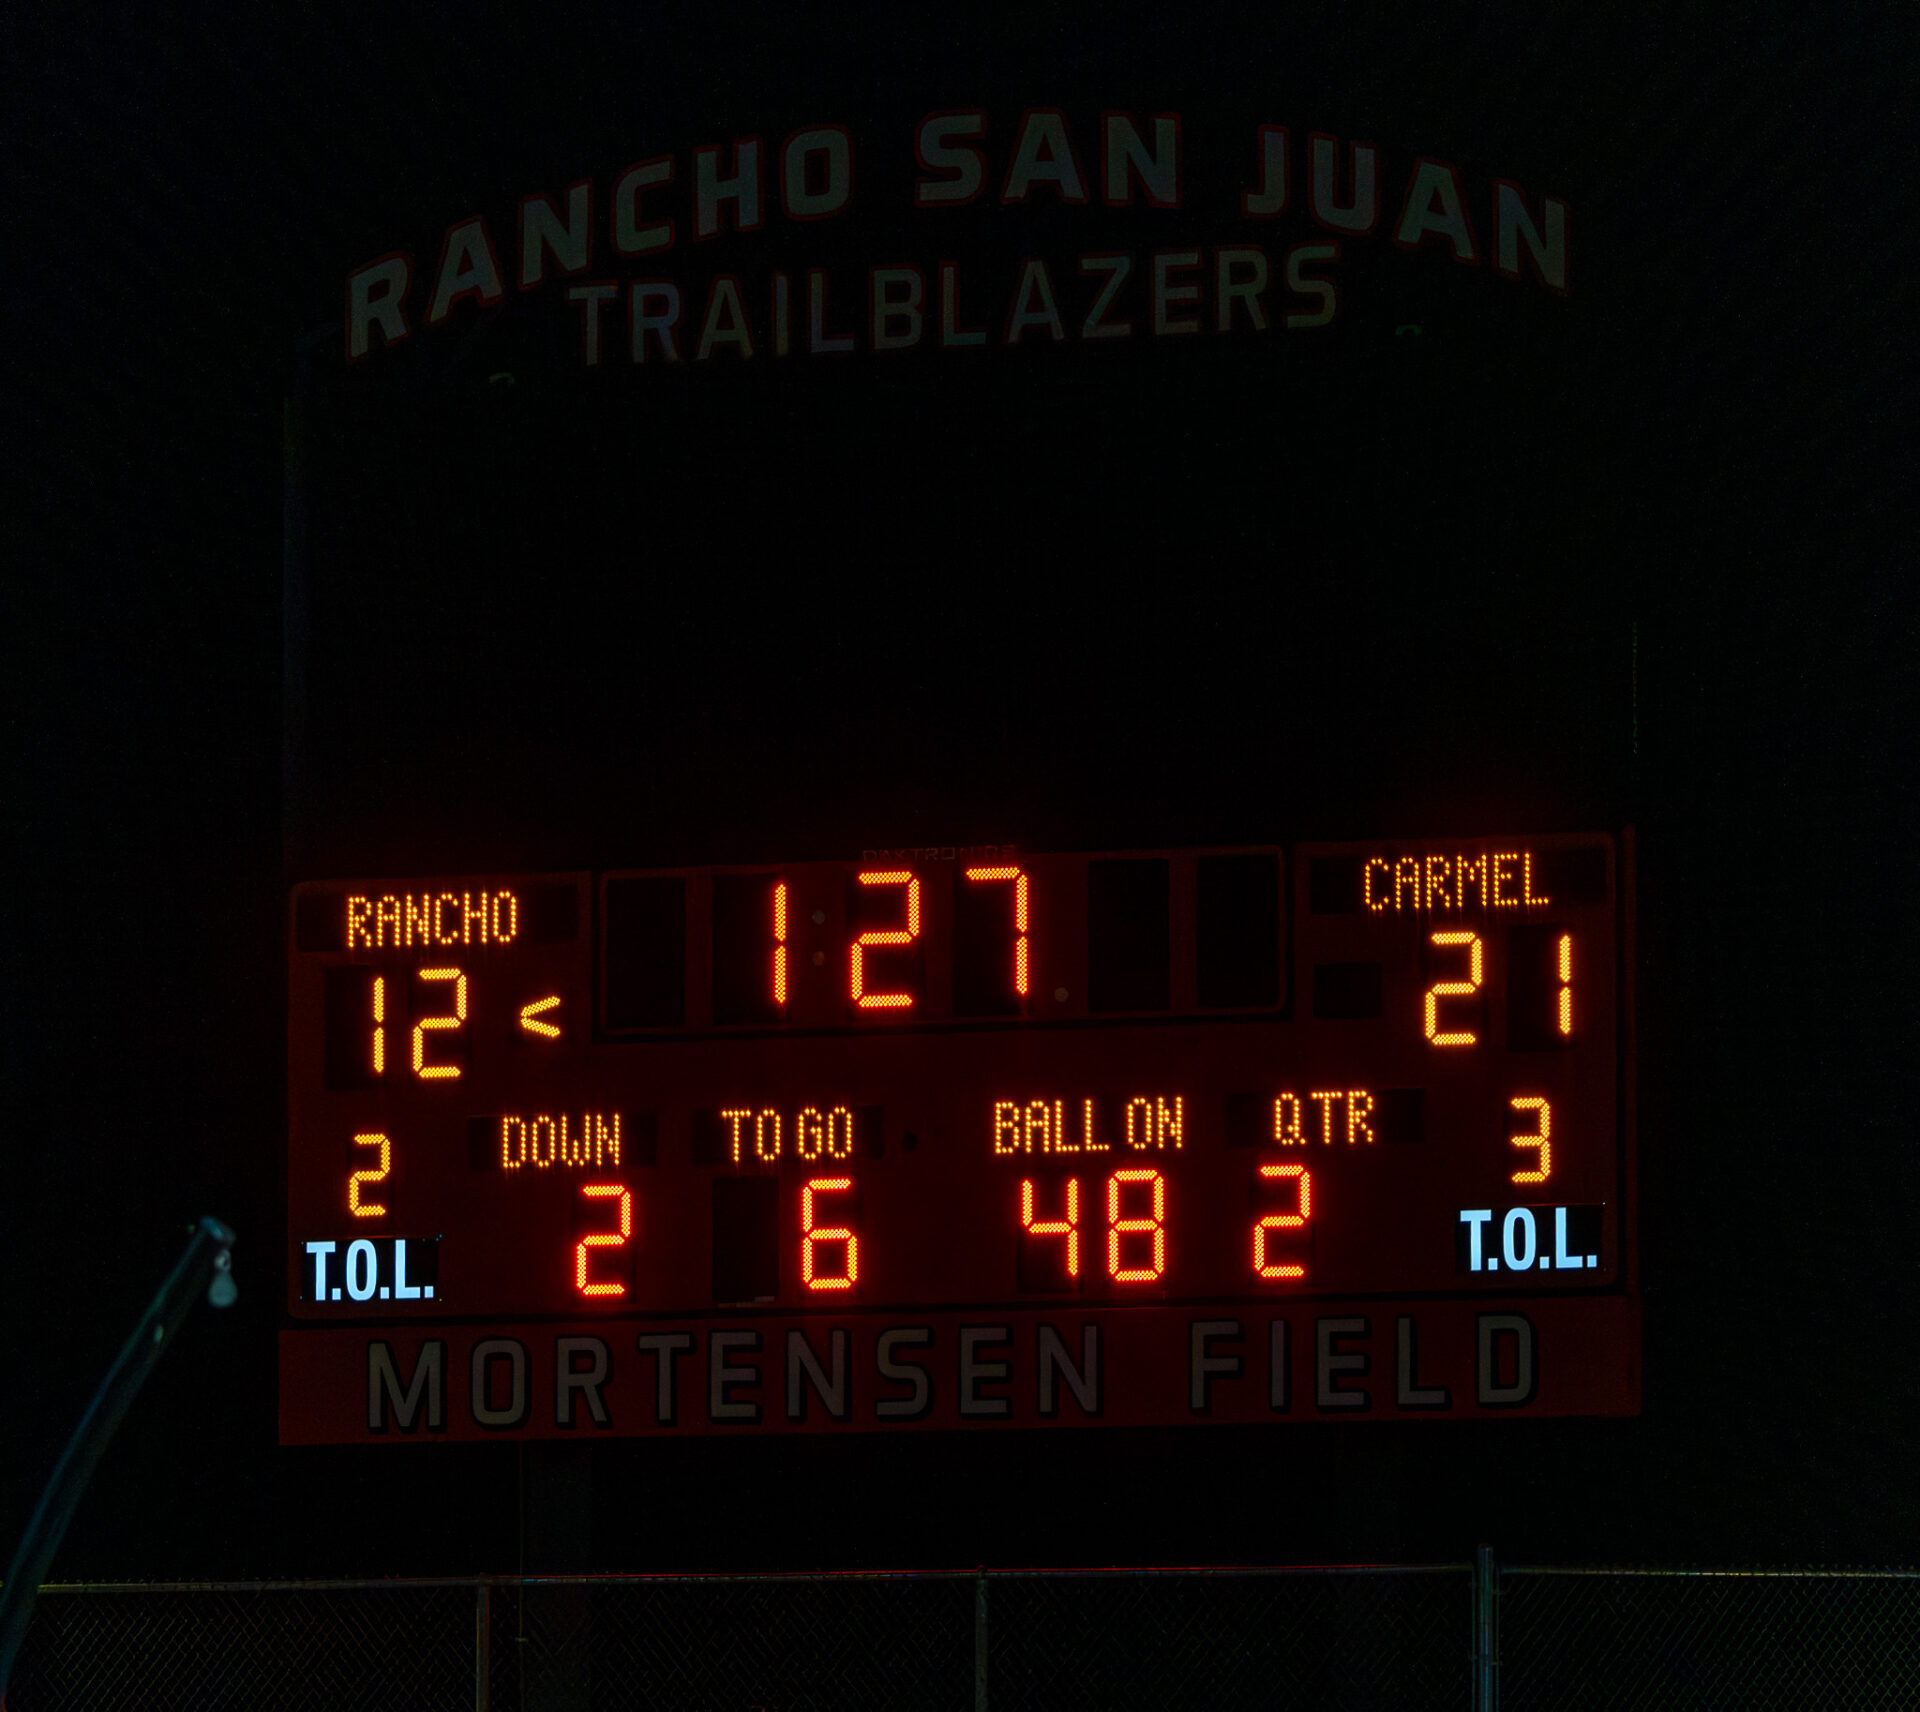 RANCHO SAN JUAN
TRAILBLAZERS
DAKTRONICS
RANCHO 1 27 CARMEL
12 < 21
DOWN TO GO BALL ON QTR
2 2 6 48 2 3
T.O.L. T.O.L.
MORTENSEN FIELD